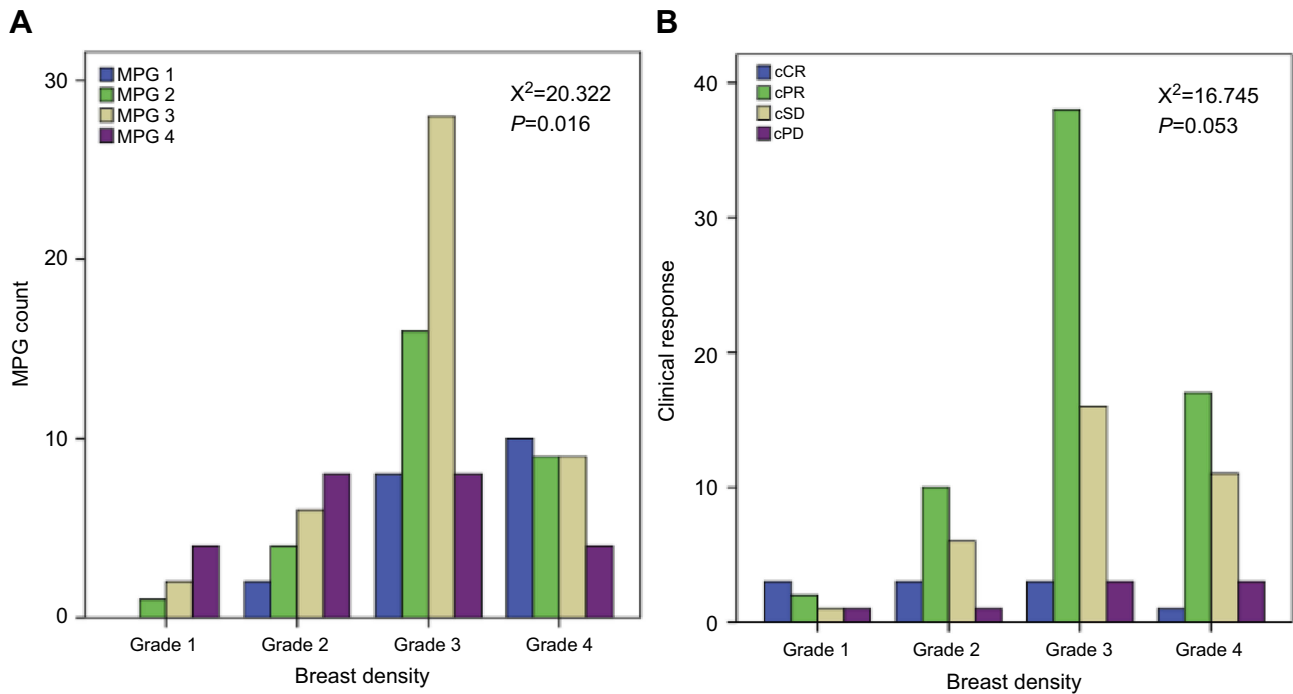 A
MPG 1
MPG 2
MPG 3
MPG 4
X²=20.322
P=0.016
30
20
10
0
MPG count
Grade 1 Grade 2 Grade 3 Grade 4
Breast density
B
cCR
cPR
cSD
cPD
X²=16.745
P=0.053
40
30
20
10
0
Clinical response
Grade 1 Grade 2 Grade 3 Grade 4
Breast density